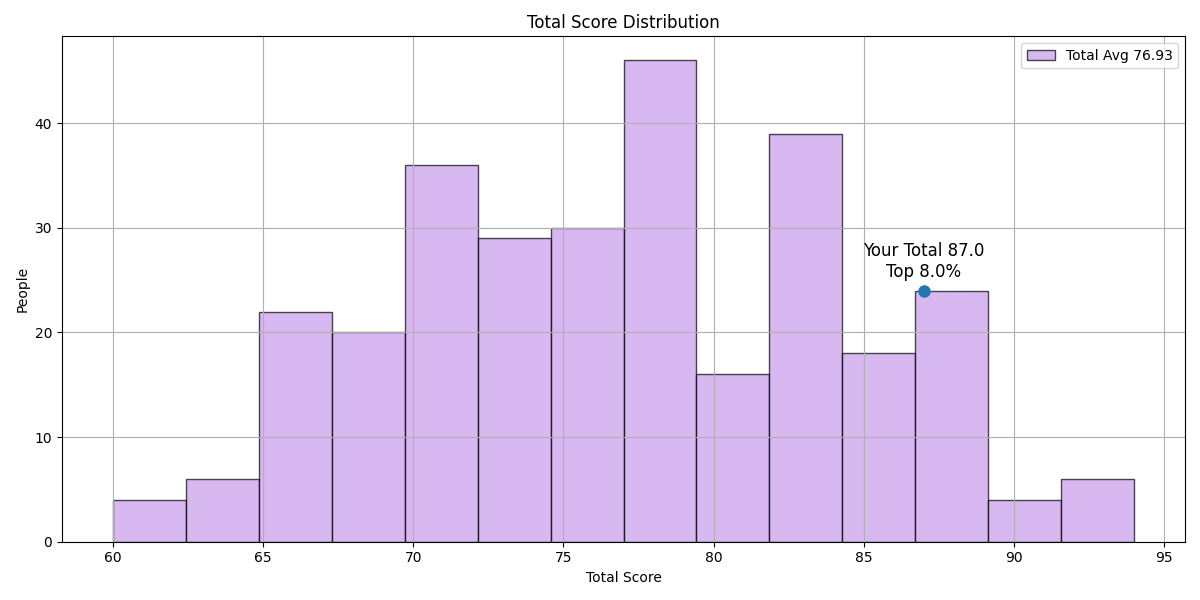 Total Score Distribution
Total Avg 76.93
People
40
30
20
10
0
Your Total 87.0
Top 8.0%
60 65 70 75 80 85 90 95
Total Score